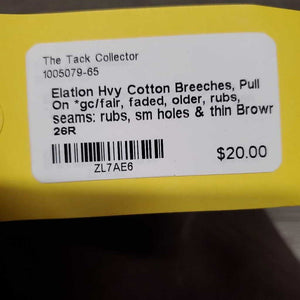 The Tack Collector
1005079-65
Elation Hvy Cotton Breeches, Pull
On *gc/fair, faded, older, rubs,
seams: rubs, sm holes & thin Browr
26R
$20.00
ZL7AE6